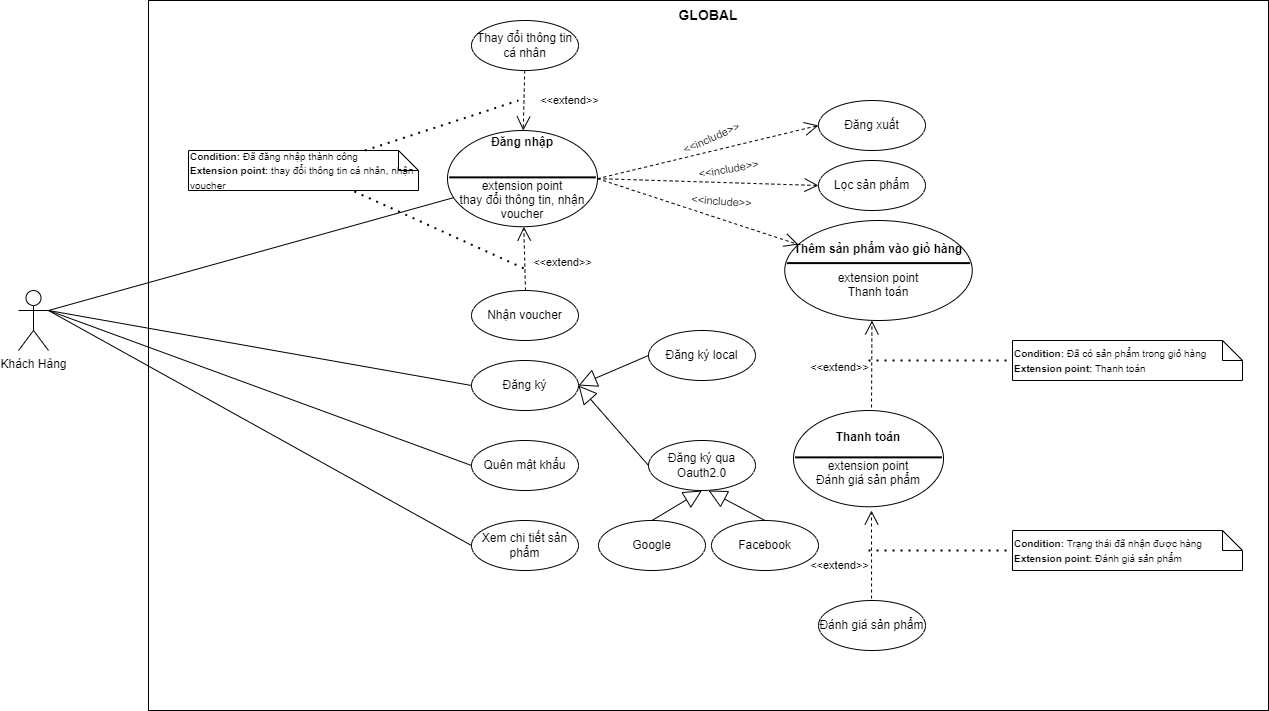 GLOBAL
Thay đổi thông tin
cá nhân
<<extend>>
Condition: Đã đăng nhập thành công
Extension point: thay đổi thông tin cá nhân, nhận
voucher
Đăng nhập
extension point
thay đổi thông tin, nhận
voucher
<<include>>
Đăng xuất
<<include>>
Lọc sản phẩm
<<include>>
Thêm sản phẩm vào giỏ hàng
extension point
Thanh toán
<<extend>>
Nhận voucher
Khách Hàng
Đăng ký
Đăng ký local
Đăng ký qua
Oauth2.0
Google
Facebook
Quên mật khẩu
Xem chi tiết sản
phẩm
<<extend>>
Condition: Đã có sản phẩm trong giỏ hàng
Extension point: Thanh toán
Thanh toán
extension point
Đánh giá sản phẩm
<<extend>>
Condition: Trạng thái đã nhận được hàng
Extension point: Đánh giá sản phẩm
Đánh giá sản phẩm